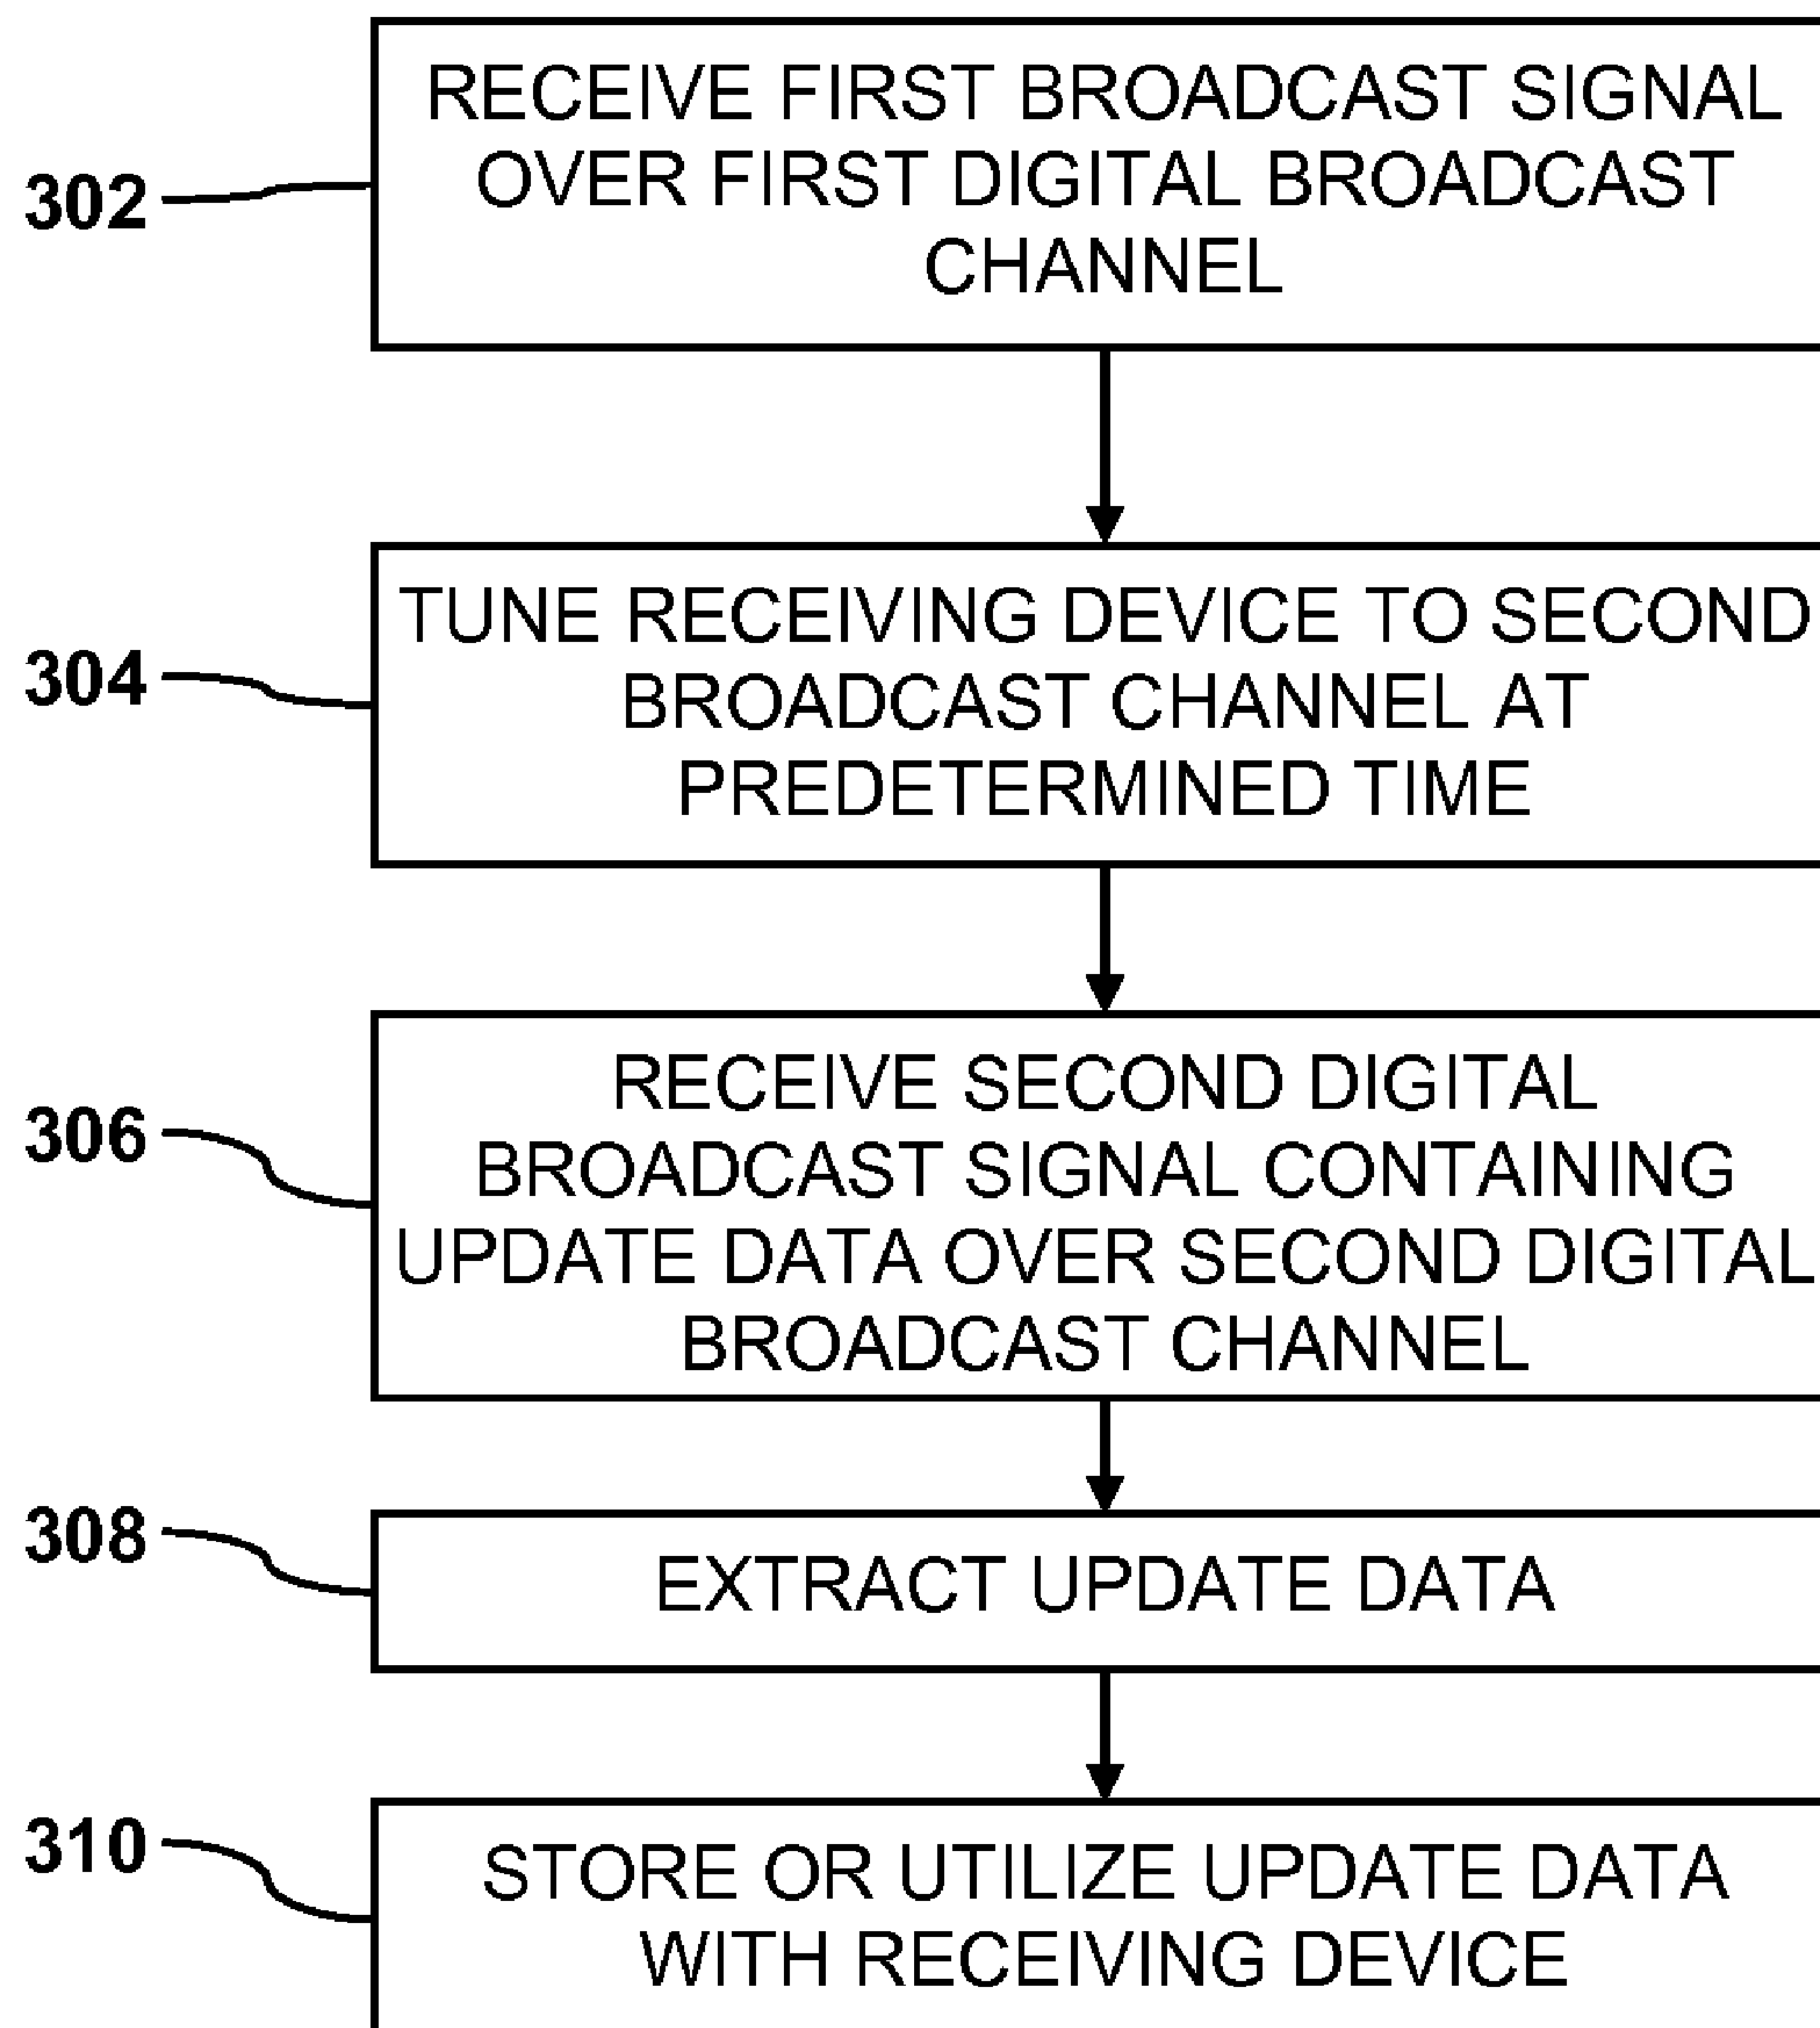 302
RECEIVE FIRST BROADCAST SIGNAL
OVER FIRST DIGITAL BROADCAST
CHANNEL
304
TUNE RECEIVING DEVICE TO SECOND
BROADCAST CHANNEL AT
PREDETERMINED TIME
306
RECEIVE SECOND DIGITAL
BROADCAST SIGNAL CONTAINING
UPDATE DATA OVER SECOND DIGITAL
BROADCAST CHANNEL
308
EXTRACT UPDATE DATA
310
STORE OR UTILIZE UPDATE DATA
WITH RECEIVING DEVICE